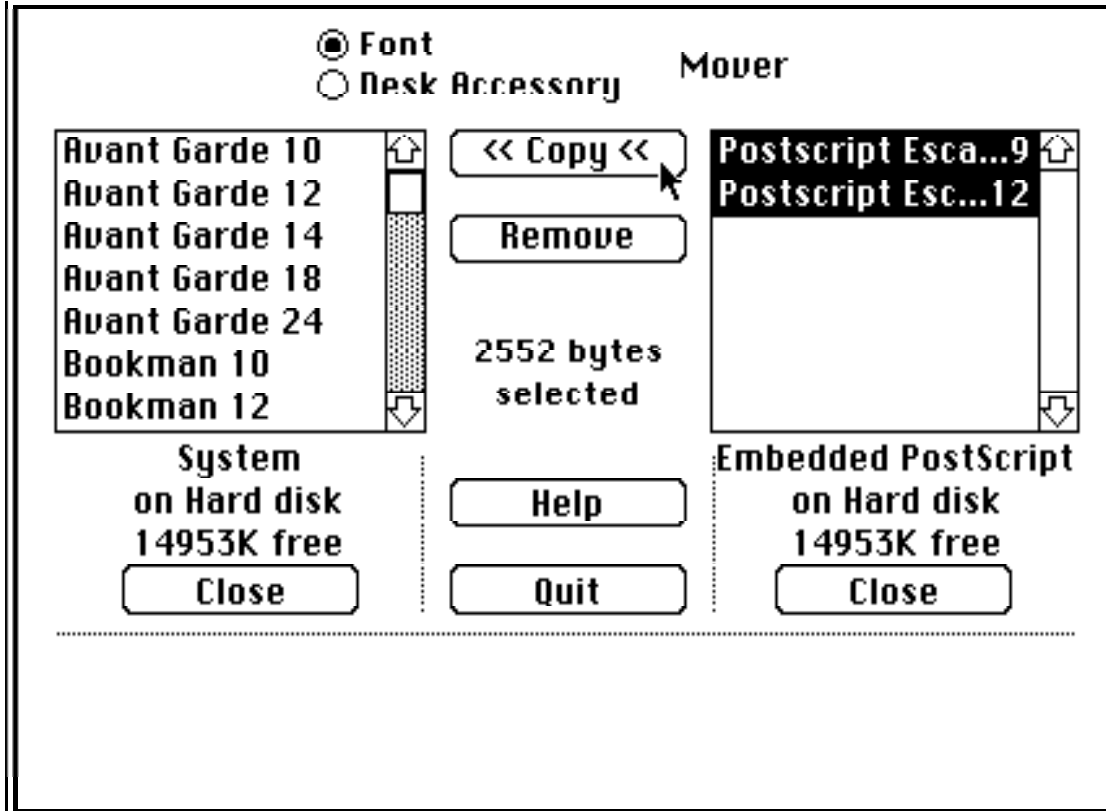 Font
Desk Accessory
Mover
Avant Garde 10
Avant Garde 12
Avant Garde 14
Avant Garde 18
Avant Garde 24
Bookman 10
Bookman 12
System
on Hard disk
14953K free
Close
<< Copy <<
Remove
2552 bytes
selected
Help
Quit
Postscript Esca...9
Postscript Esc...12
Embedded PostScript
on Hard disk
14953K free
Close